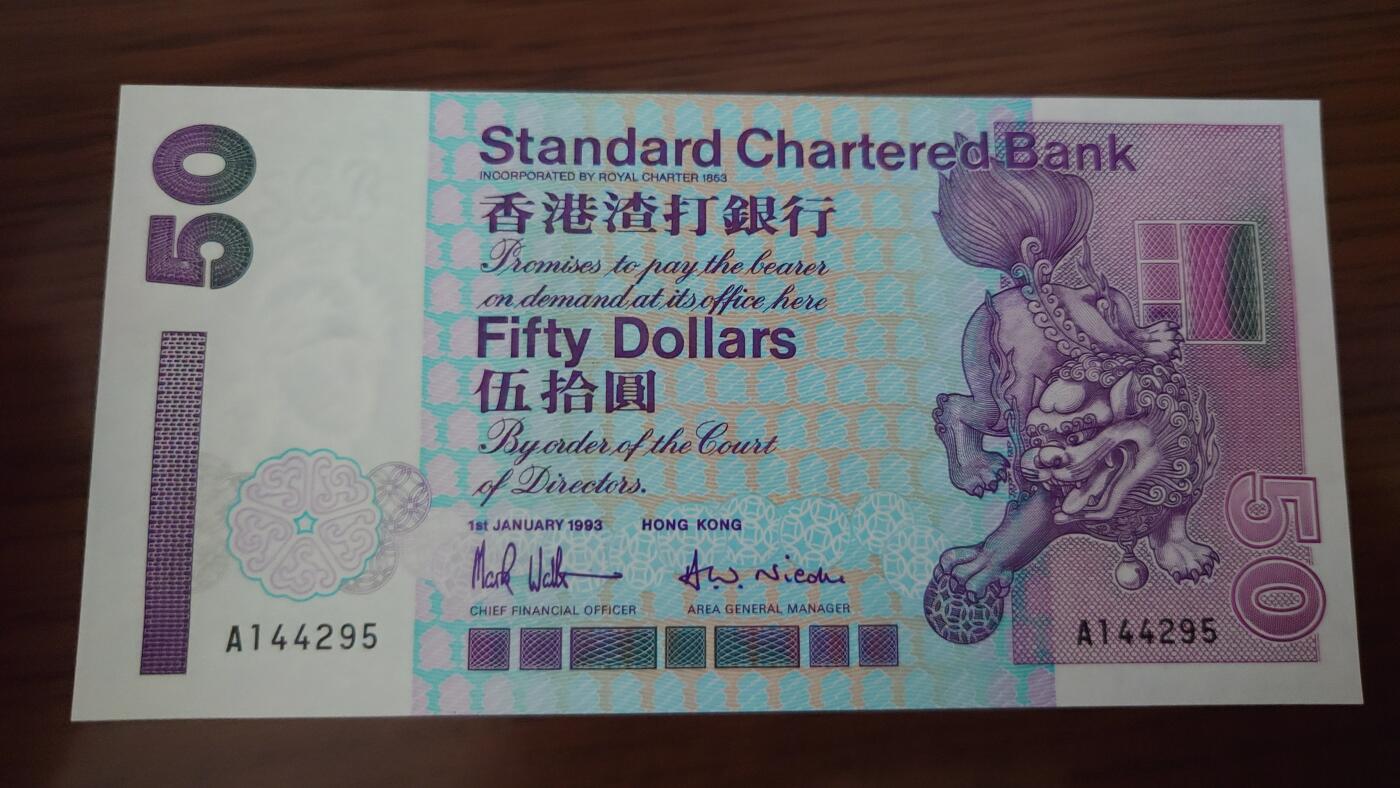 50
Standard Chartered Bank
INCORPORATED BY ROYAL CHARTER 1853
香港渣打銀行
Promises to pay the bearer
on demand at its office here
Fifty Dollars
伍拾圓
By order of the Court
of Directors.
1st JANUARY 1993 HONG KONG
CHIEF FINANCIAL OFFICER AREA GENERAL MANAGER
A144295
A144295
50